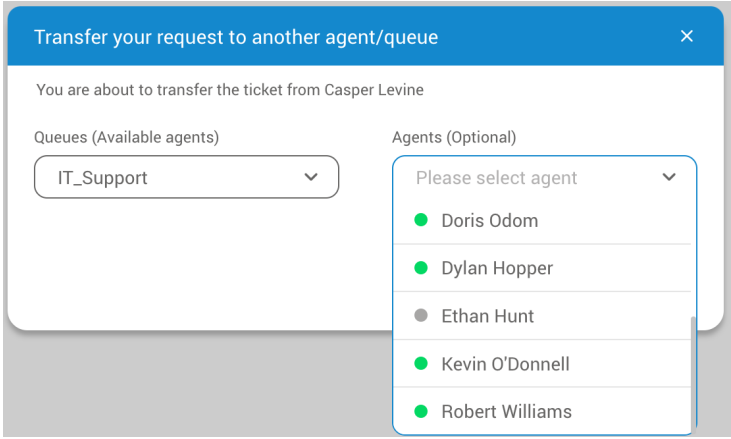 Transfer your request to another agent/queue
You are about to transfer the ticket from Casper Levine
Queues (Available agents)
IT_Support
Agents (Optional)
Please select agent
Doris Odom
Dylan Hopper
Ethan Hunt
Kevin O'Donnell
Robert Williams